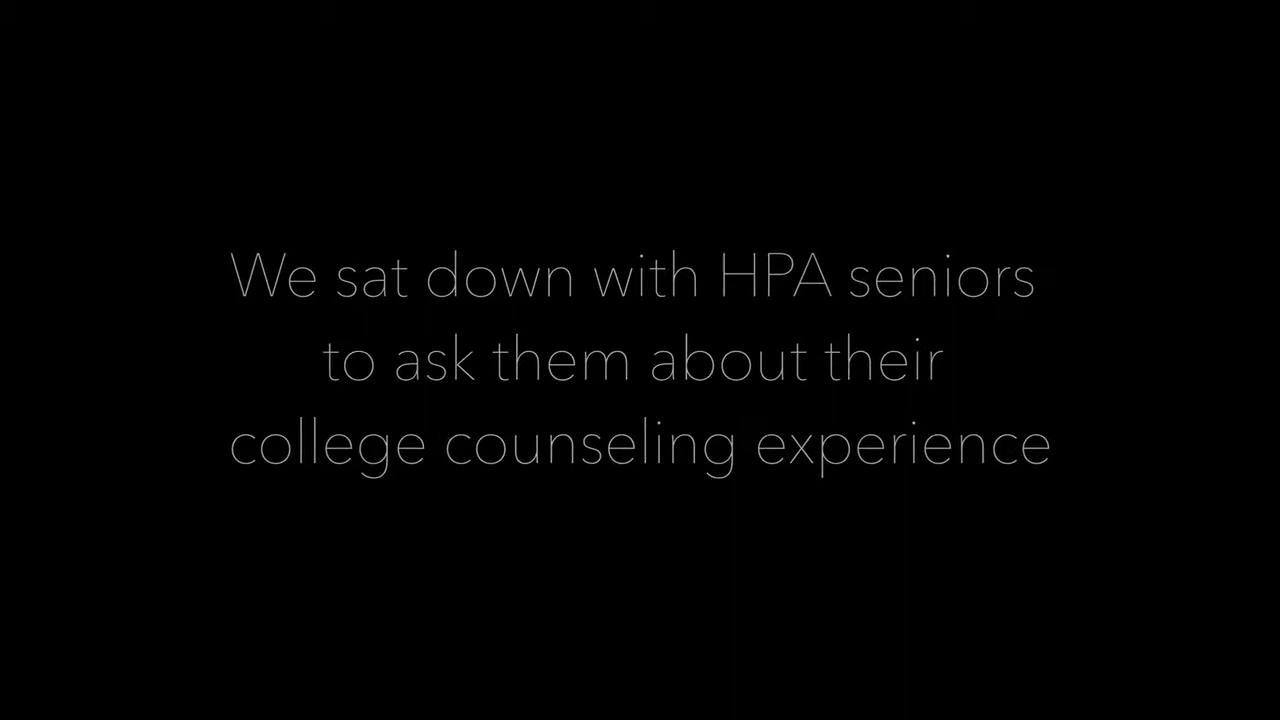 We sat down with HPA seniors
to ask them about their
college counseling experience